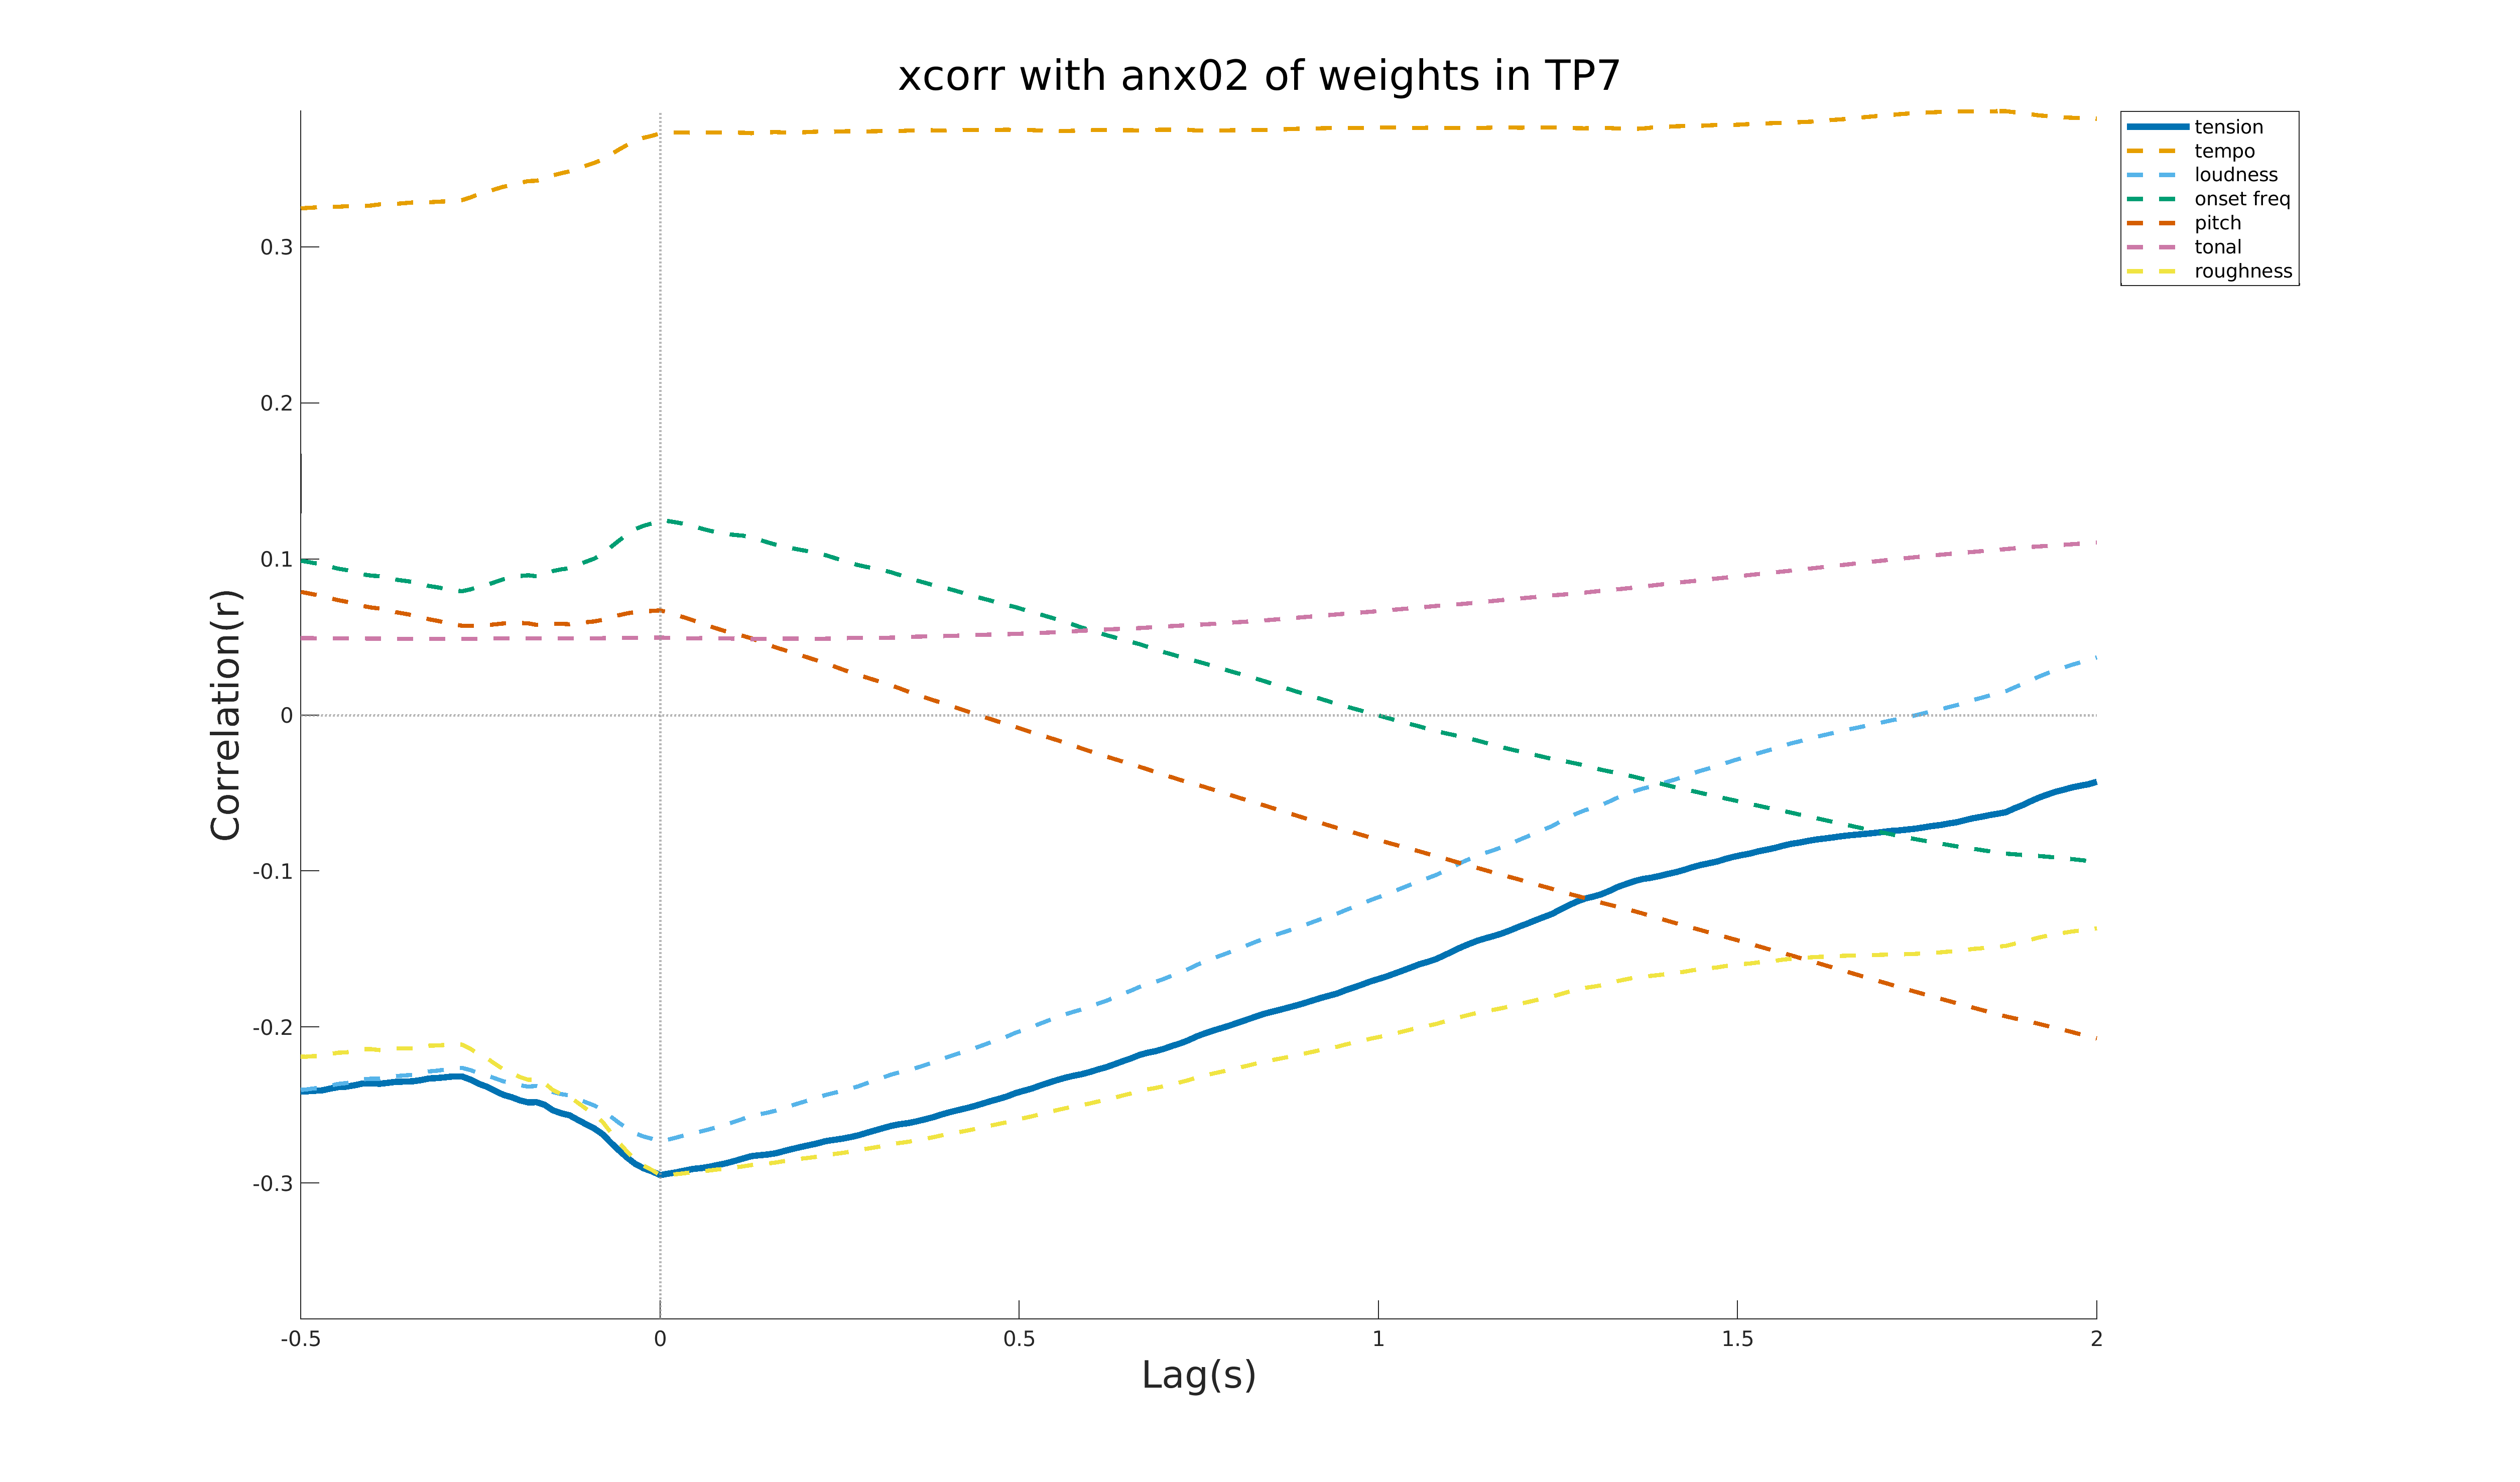 xcorr with anx02 of weights in TP7
tension
tempo
loudness
onset freq
pitch
tonal
roughness
Correlation(r)
0.3
0.2
0.1
0
-0.1
-0.2
-0.3
-0.5
0
0.5
1
1.5
2
Lag(s)